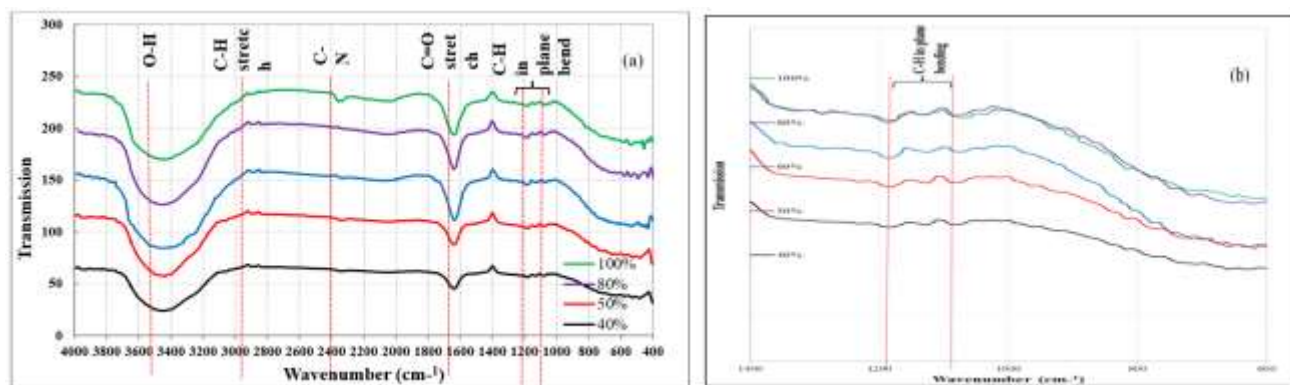 300
250
200
150
100
50
0
Transmission
O-H
C-H
stretc
h
C-
N
C=O
stret
ch
C-H
in
plane
bend
(a)
100%
80%
50%
40%
4000 3800 3600 3400 3200 3000 2800 2600 2400 2200 2000 1800 1600 1400 1200 1000 800 600 400
Wavenumber (cm-¹)
C-H in plane
bending
(b)
100%
Transmission
Wavenumber (cm-¹)